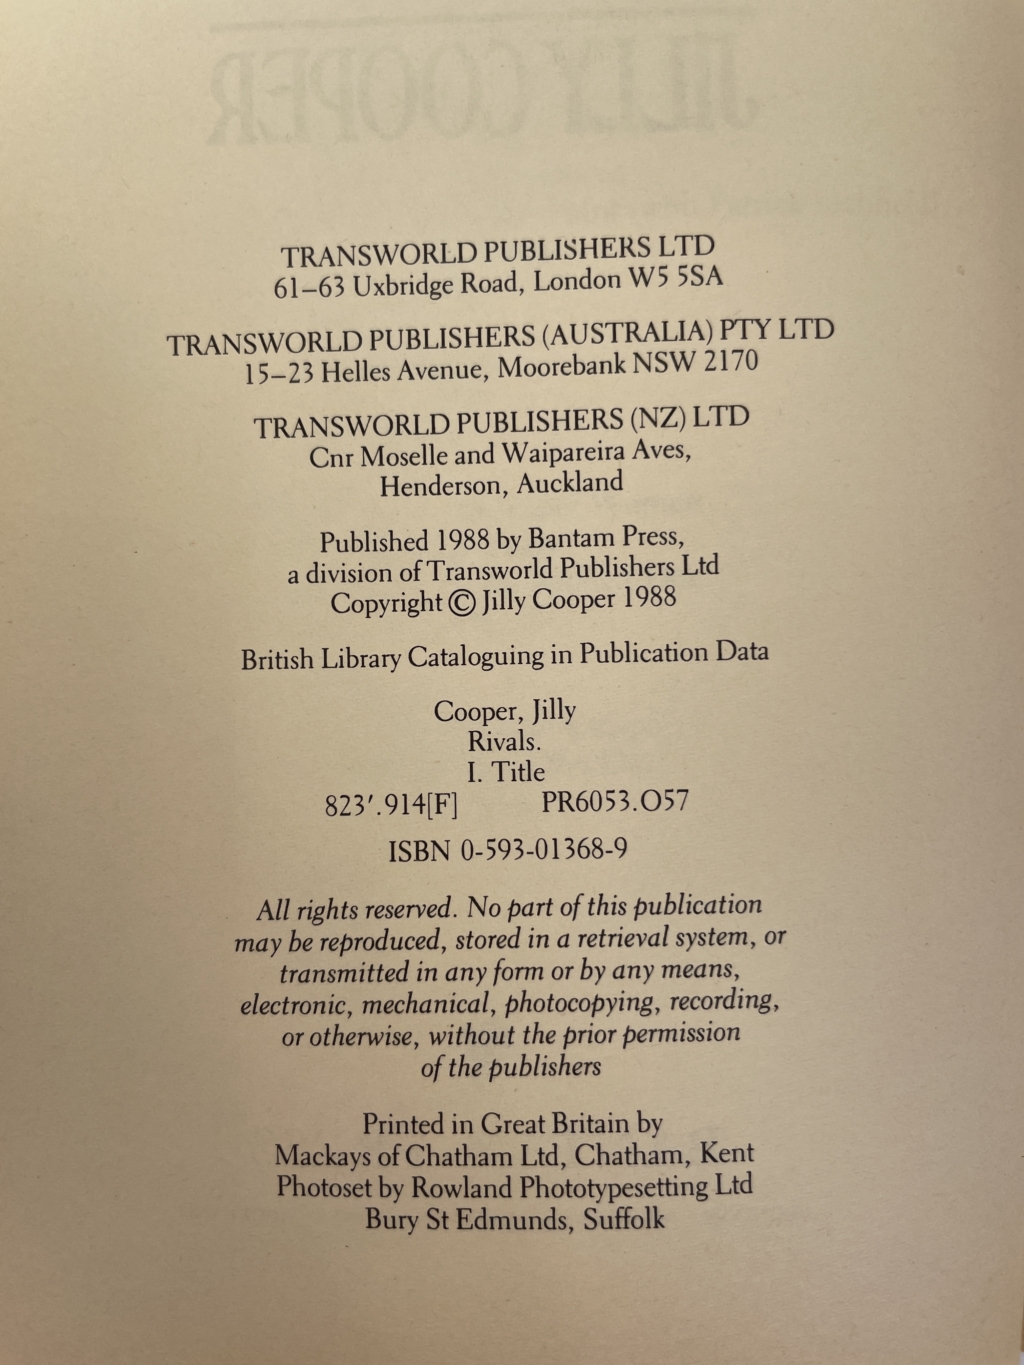 JILLY COOPER
TRANSWORLD PUBLISHERS LTD
61–63 Uxbridge Road, London W5 5SA
TRANSWORLD PUBLISHERS (AUSTRALIA) PTY LTD
15–23 Helles Avenue, Moorebank NSW 2170
TRANSWORLD PUBLISHERS (NZ) LTD
Cnr Moselle and Waipareira Aves,
Henderson, Auckland
Published 1988 by Bantam Press,
a division of Transworld Publishers Ltd
Copyright © Jilly Cooper 1988
British Library Cataloguing in Publication Data
Cooper, Jilly
Rivals.
I. Title
823′.914[F] PR6053.O57
ISBN 0-593-01368-9
All rights reserved. No part of this publication
may be reproduced, stored in a retrieval system, or
transmitted in any form or by any means,
electronic, mechanical, photocopying, recording,
or otherwise, without the prior permission
of the publishers
Printed in Great Britain by
Mackays of Chatham Ltd, Chatham, Kent
Photoset by Rowland Phototypesetting Ltd
Bury St Edmunds, Suffolk